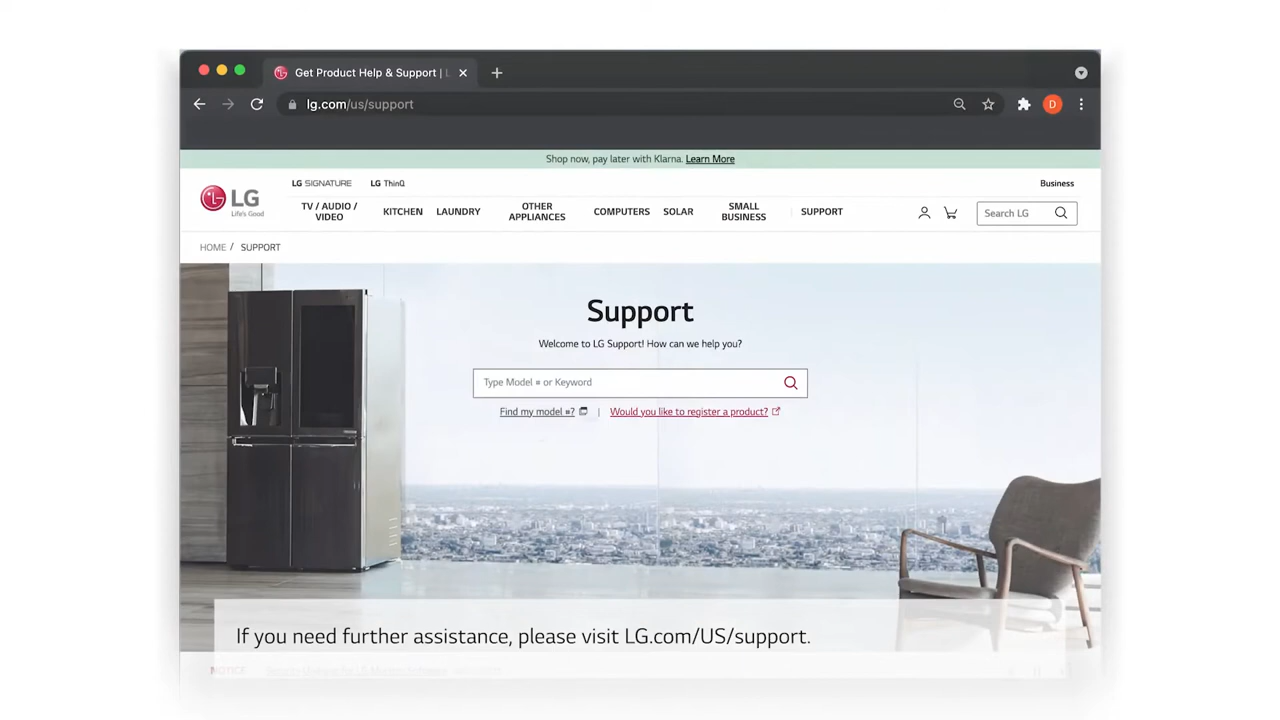 Get Product Help & Support | L
lg.com/us/support
D
Shop now, pay later with Klarna. Learn More
LG SIGNATURE LG ThinQ Business
LG
Life's Good
TV / AUDIO / VIDEO KITCHEN LAUNDRY OTHER APPLIANCES COMPUTERS SOLAR SMALL BUSINESS SUPPORT Search LG
HOME / SUPPORT
Support
Welcome to LG Support! How can we help you?
Type Model # or Keyword
Find my model #? | Would you like to register a product?
If you need further assistance, please visit LG.com/US/support.
NOTICE